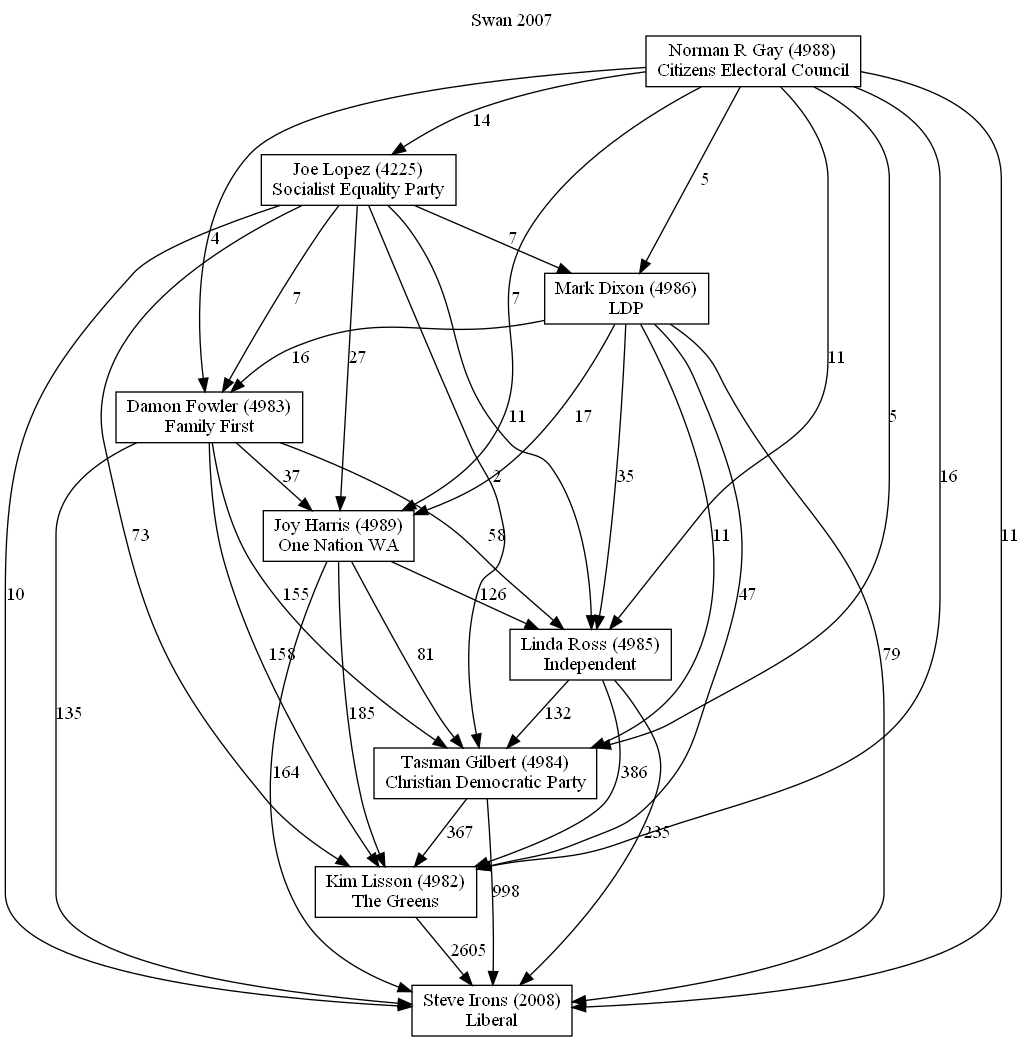 Swan 2007
Norman R Gay (4988)
Citizens Electoral Council
14
Joe Lopez (4225)
Socialist Equality Party
5
4
7
7
7
Mark Dixon (4986)
LDP
16
27
11
Damon Fowler (4983)
Family First
11
17
5
37
2
35
16
Joy Harris (4989)
One Nation WA
73
58
11
11
10
155
126
47
Linda Ross (4985)
Independent
158
81
79
135
185
132
Tasman Gilbert (4984)
Christian Democratic Party
164
386
367
235
Kim Lisson (4982)
The Greens
998
2605
Steve Irons (2008)
Liberal